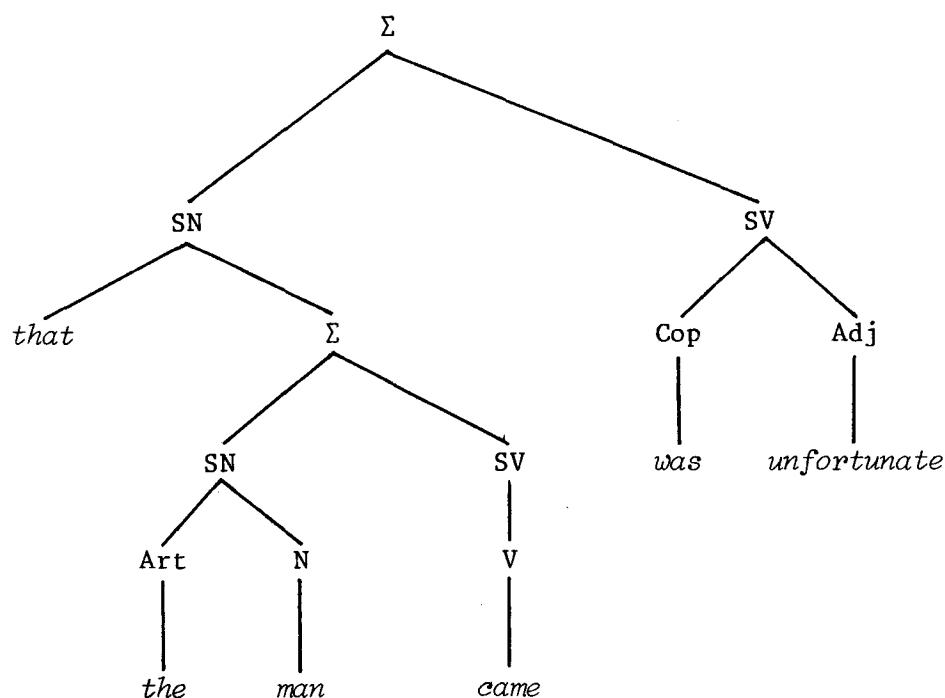 Σ
SN SV
that Σ Cop Adj
SN SV was unfortunate
Art N V
the man came